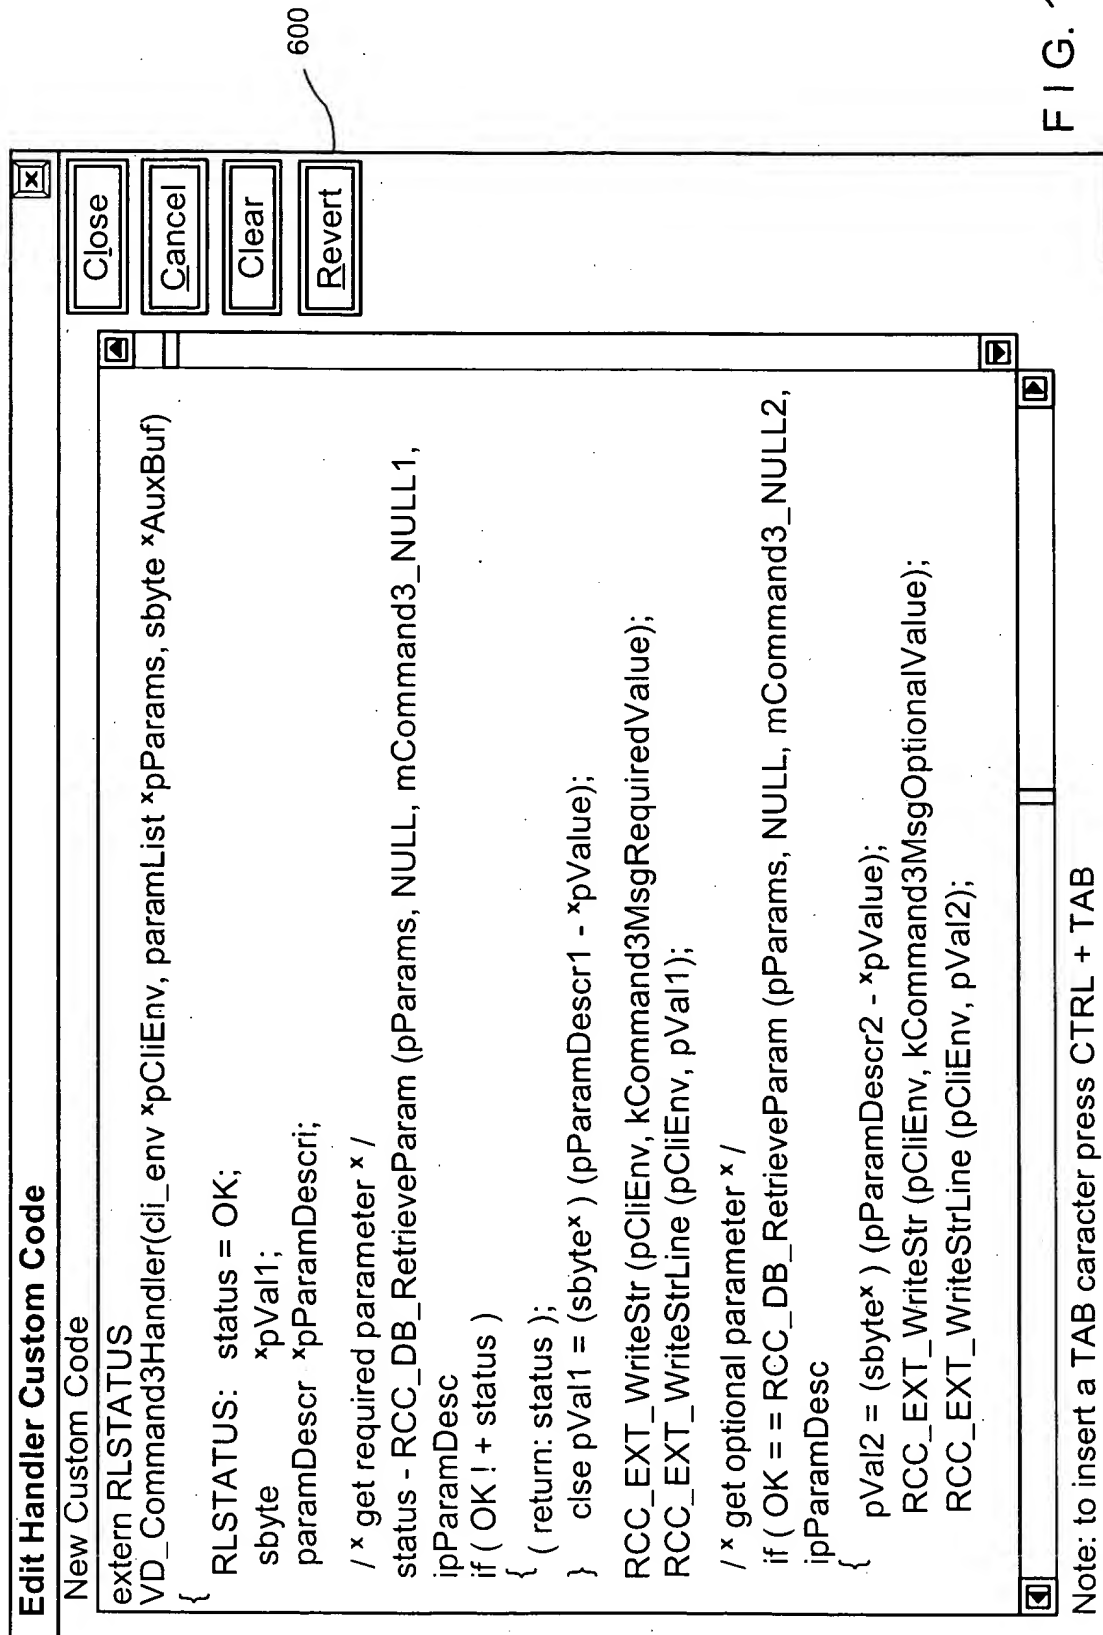 Edit Handler Custom Code
x
New Custom Code
Close
Cancel
Clear
Revert
600
extern RLSTATUS
VD_Command3Handler(cli_env xpCliEnv, paramList xpParams, sbyte xAuxBuf)
{
RLSTATUS: status = OK;
sbyte xpVal1;
paramDescr xpParamDescri;
/ x get required parameter x /
status - RCC_DB_RetrieveParam (pParams, NULL, mCommand3_NULL1,
ipParamDesc
if ( OK ! + status )
{ ( return: status );
} clse pVal1 = (sbytex ) (pParamDescr1 - xpValue);
RCC_EXT_WriteStr (pCliEnv, kCommand3MsgRequiredValue);
RCC_EXT_WriteStrLine (pCliEnv, pVal1);
/ x get optional parameter x /
if ( OK = = RCC_DB_RetrieveParam (pParams, NULL, mCommand3_NULL2,
ipParamDesc
{
pVal2 = (sbytex ) (pParamDescr2 - xpValue);
RCC_EXT_WriteStr (pCliEnv, kCommand3MsgOptionalValue);
RCC_EXT_WriteStrLine (pCliEnv, pVal2);
Note: to insert a TAB caracter press CTRL + TAB
FIG.